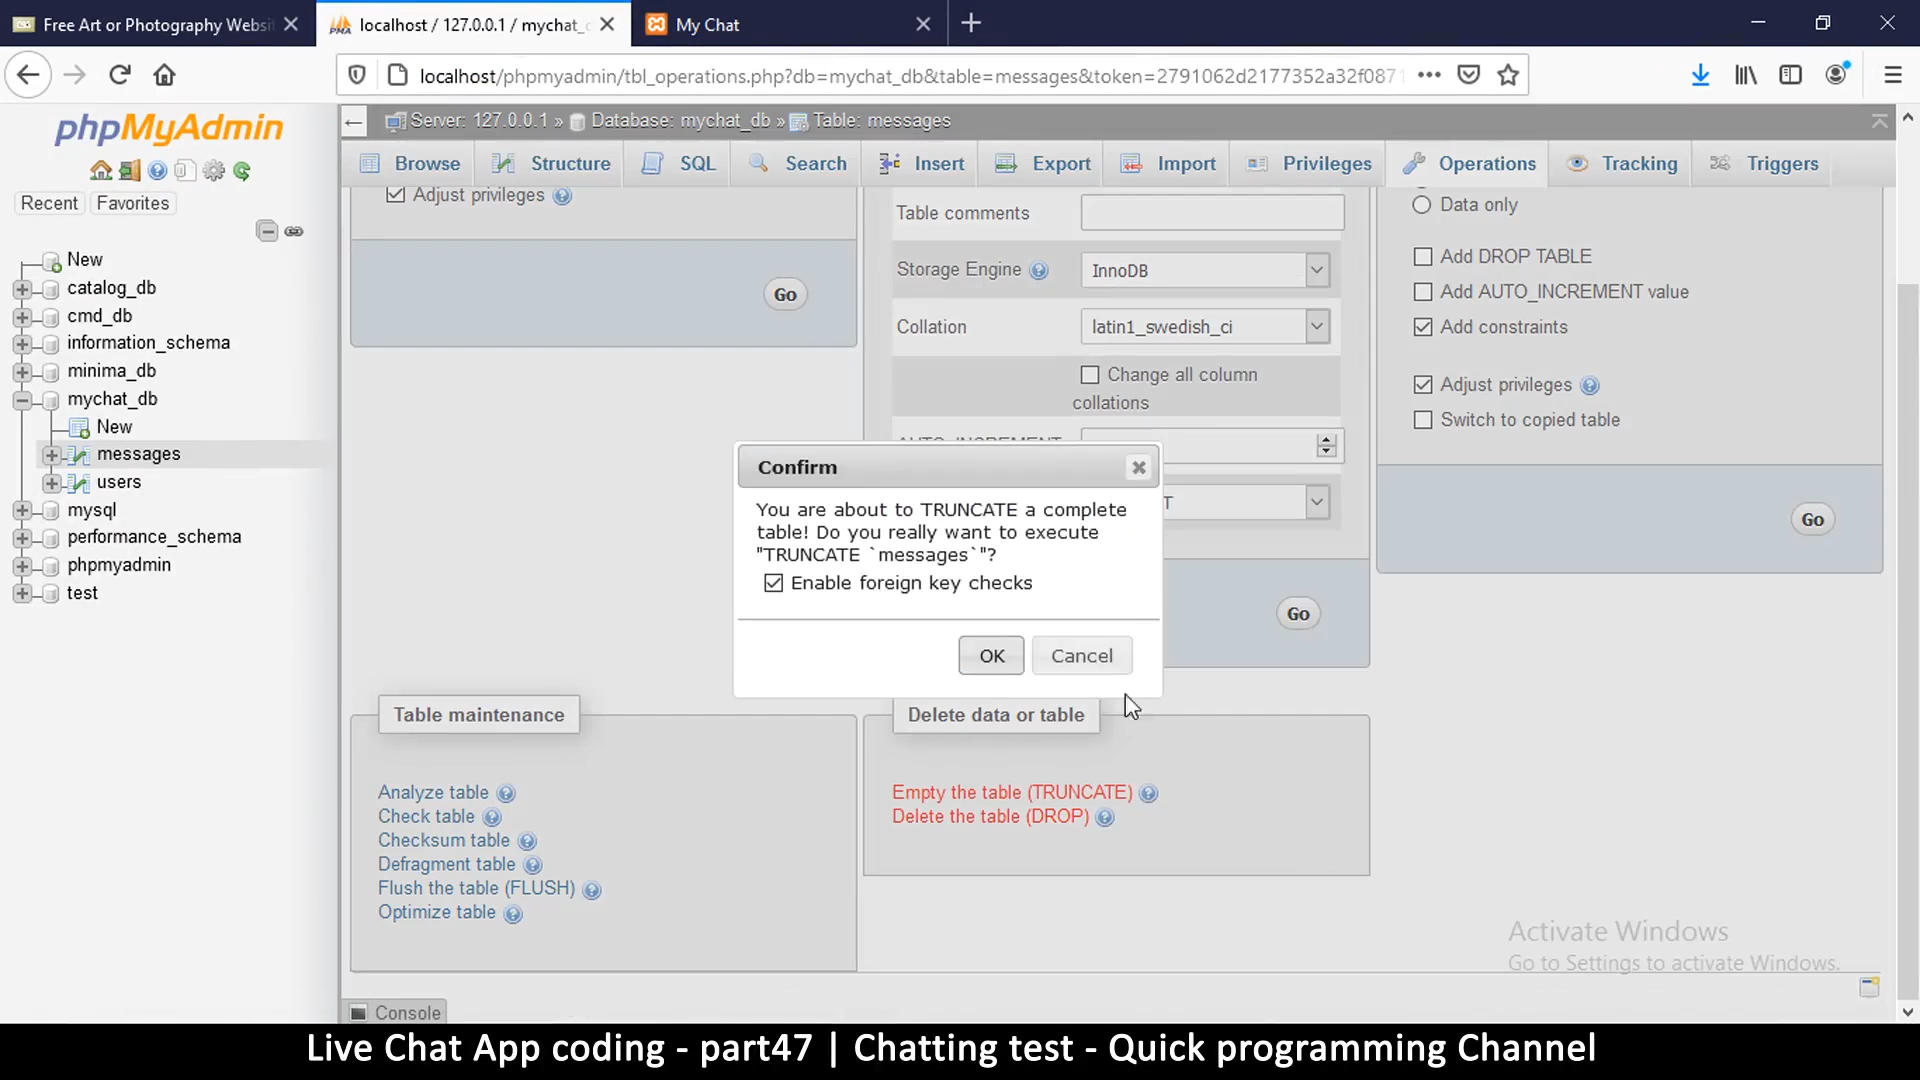 Free Art or Photography Websi
localhost / 127.0.0.1 / mychat_
My Chat
localhost/phpmyadmin/tbl_operations.php?db=mychat_db&table=messages&token=2791062d2177352a32f0871
phpMyAdmin
Recent
Favorites
New
catalog_db
cmd_db
information_schema
minima_db
mychat_db
New
messages
users
mysql
performance_schema
phpmyadmin
test
Server: 127.0.0.1 » Database: mychat_db » Table: messages
Browse
Structure
SQL
Search
Insert
Export
Import
Privileges
Operations
Tracking
Triggers
Adjust privileges
Go
Table comments
Storage Engine
InnoDB
Collation
latin1_swedish_ci
Change all column
collations
AUTO_INCREMENT
T
Go
Data only
Add DROP TABLE
Add AUTO_INCREMENT value
Add constraints
Adjust privileges
Switch to copied table
Go
Confirm
You are about to TRUNCATE a complete
table! Do you really want to execute
"TRUNCATE `messages`"?
Enable foreign key checks
OK
Cancel
Table maintenance
Analyze table
Check table
Checksum table
Defragment table
Flush the table (FLUSH)
Optimize table
Delete data or table
Empty the table (TRUNCATE)
Delete the table (DROP)
Activate Windows
Go to Settings to activate Windows.
Console
Live Chat App coding - part47 | Chatting test - Quick programming Channel